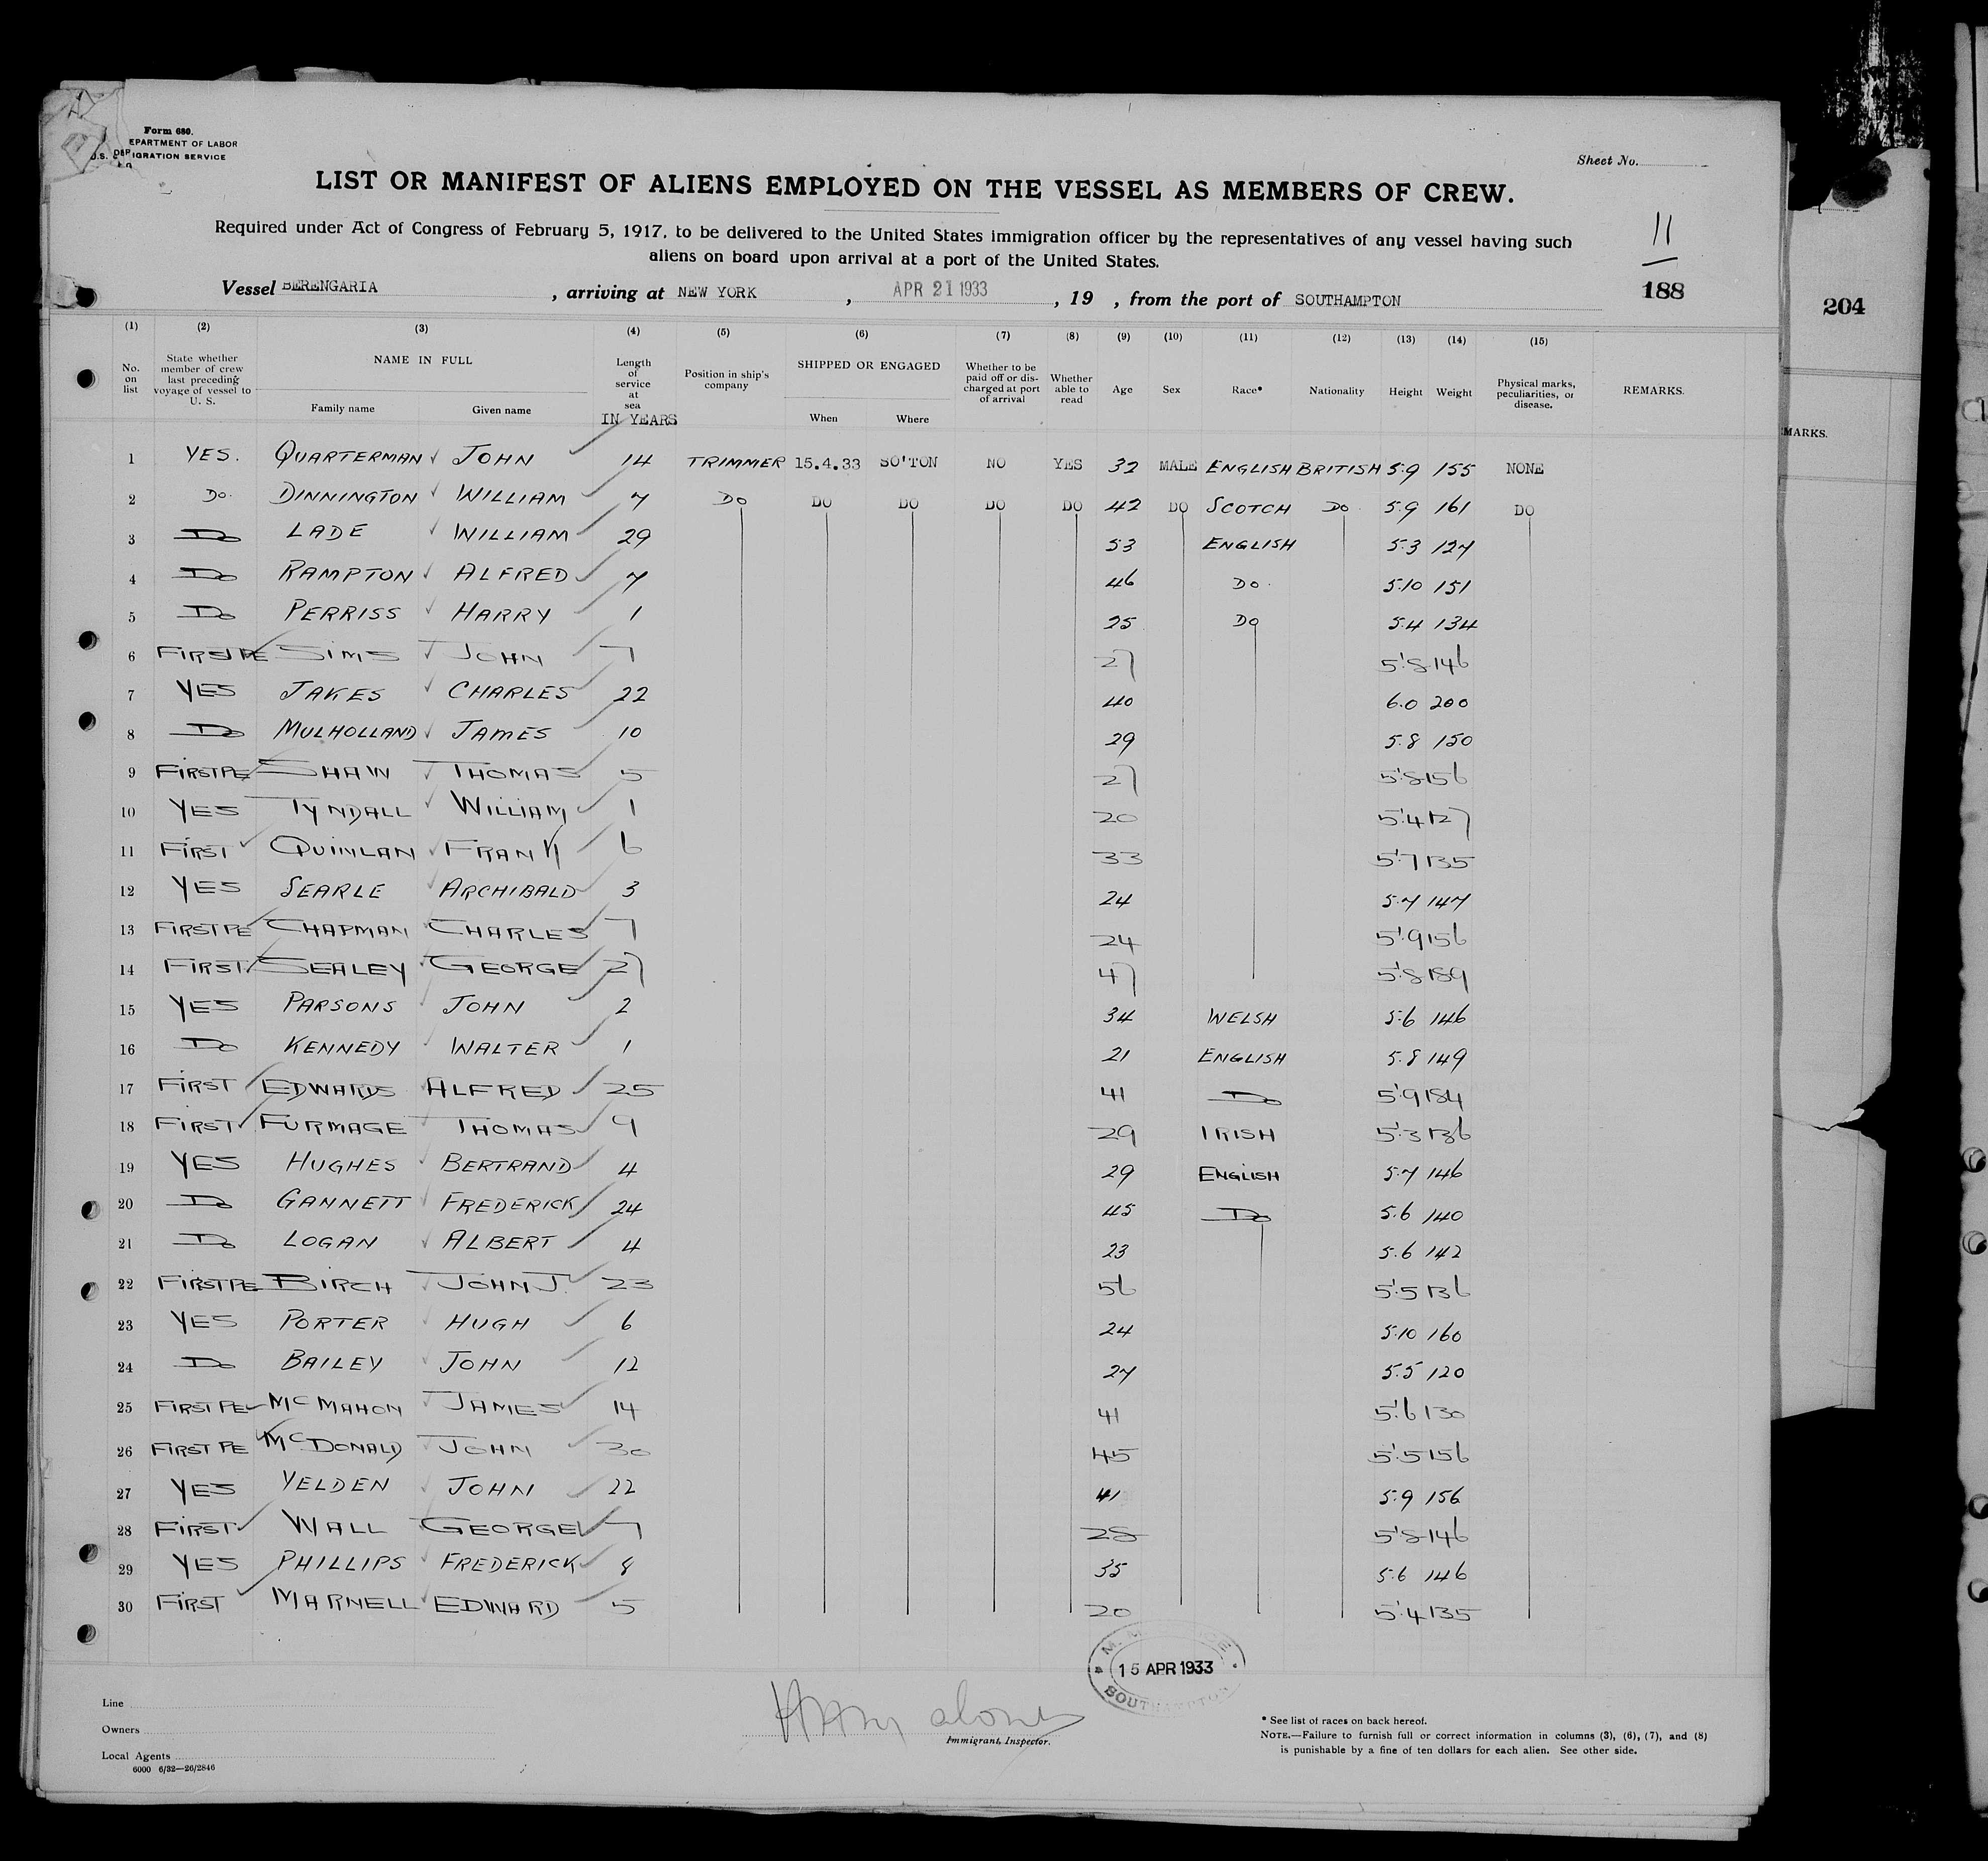 Form 680.
EPARTMENT OF LABOR
U.S. DEP
IGRATION SERVICE
Sheet No.
LIST OR MANIFEST OF ALIENS EMPLOYED ON THE VESSEL AS MEMBERS OF CREW.
Required under Act of Congress of February 5, 1917, to be delivered to the United States immigration officer by the representatives of any vessel having such
aliens on board upon arrival at a port of the United States.
11
188
204
Vessel BERENGARIA , arriving at NEW YORK , APR 21 1933 , 19 , from the port of SOUTHAMPTON
(1) (2) (3) (4) (5) (6) (7) (8) (9) (10) (11) (12) (13) (14) (15)
No. on list
State whether member of crew last preceding voyage of vessel to U. S.
NAME IN FULL
Family name Given name
Length of service at sea
IN YEARS
Position in ship's company
SHIPPED OR ENGAGED
When Where
Whether to be paid off or discharged at port of arrival
Whether able to read
Age Sex Race* Nationality Height Weight
Physical marks, peculiarities, or disease.
REMARKS.
MARKS.
1 YES. QUARTERMAN JOHN 14 TRIMMER 15.4.33 SO'TON NO YES 32 MALE ENGLISH BRITISH 5.9 155 NONE
2 Do. DINNINGTON WILLIAM 7 Do DO DO DO DO 42 DO SCOTCH Do. 5.9 161 DO
3 Do LADE WILLIAM 29 53 ENGLISH 5.3 127
4 Do RAMPTON ALFRED 7 46 Do. 5.10 151
5 Do PERRISS HARRY 1 25 Do 5.4 134
6 FIRST PE SIMS JOHN 7 27 5'.8 146
7 YES JAKES CHARLES 22 40 6.0 200
8 Do MULHOLLAND JAMES 10 29 5.8 150
9 FIRST PE SHAW THOMAS 5 27 5'.8 156
10 YES TYNDALL WILLIAM 1 20 5'.4 127
11 FIRST QUINLAN FRANK 6 33 5'.7 135
12 YES SEARLE ARCHIBALD 3 24 5.7 147
13 FIRST PE CHAPMAN CHARLES 7 24 5'.9 156
14 FIRST SEALEY GEORGE 27 47 5'.8 189
15 YES PARSONS JOHN 2 34 WELSH 5.6 146
16 Do KENNEDY WALTER 1 21 ENGLISH 5.8 149
17 FIRST EDWARDS ALFRED 25 41 Do 5'.9 184
18 FIRST FURMAGE THOMAS 9 29 IRISH 5'.3 136
19 YES HUGHES BERTRAND 4 29 ENGLISH 5.7 146
20 Do GANNETT FREDERICK 24 45 Do 5.6 140
21 Do LOGAN ALBERT 4 23 5.6 142
22 FIRST PE BIRCH JOHN J. 23 56 5'.5 136
23 YES PORTER HUGH 6 24 5.10 160
24 Do BAILEY JOHN 12 27 5.5 120
25 FIRST PE McMAHON JAMES 14 41 5'.6 130
26 FIRST PE McDONALD JOHN 30 45 5'.5 156
27 YES YELDEN JOHN 22 41 5.9 156
28 FIRST WALL GEORGE 7 28 5'.8 146
29 YES PHILLIPS FREDERICK 8 35 5.6 146
30 FIRST MARNELL EDWARD 5 20 5'.4 135
15 APR 1933
SOUTHAMPTON
Line
Owners
Local Agents
6000 6/32—26/2846
Immigrant Inspector.
* See list of races on back hereof.
NOTE.—Failure to furnish full or correct information in columns (3), (6), (7), and (8)
is punishable by a fine of ten dollars for each alien. See other side.